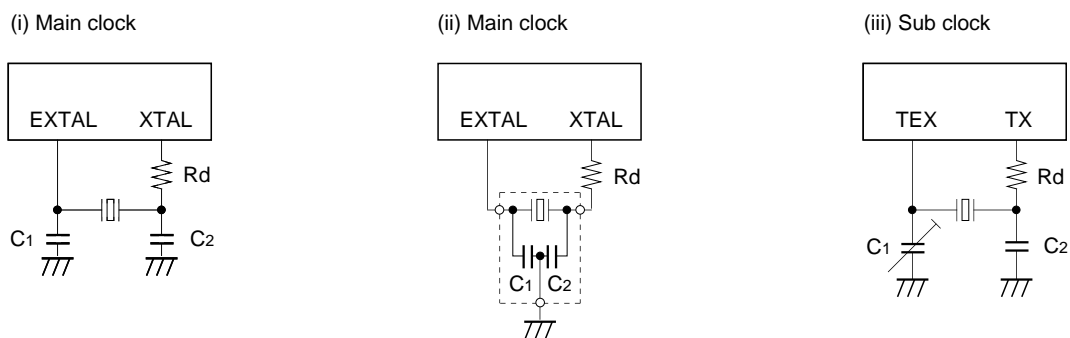 (i) Main clock
(ii) Main clock
(iii) Sub clock
EXTAL XTAL
EXTAL XTAL
TEX TX
Rd
Rd
Rd
C1 C2
C1 C2
C1 C2